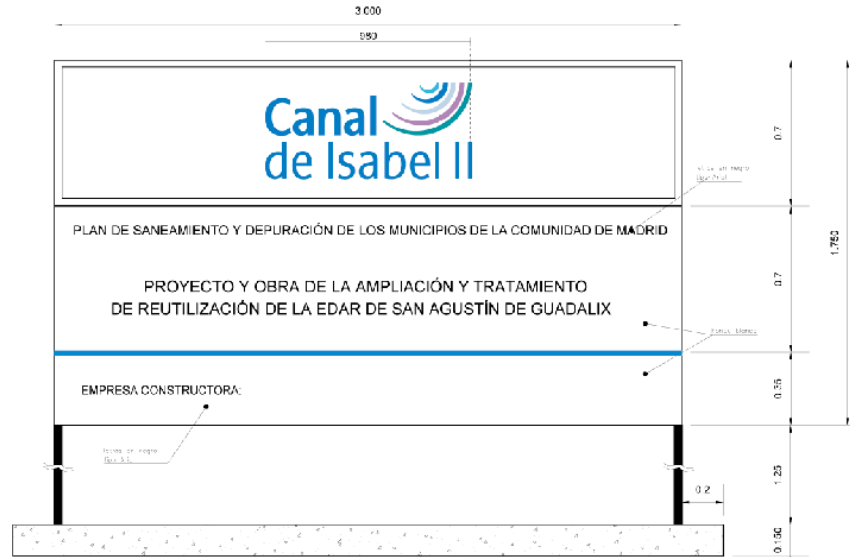 3.000
980
Canal
de Isabel II
0.7
PLAN DE SANEAMIENTO Y DEPURACIÓN DE LOS MUNICIPIOS DE LA COMUNIDAD DE MADRID
1.750
PROYECTO Y OBRA DE LA AMPLIACIÓN Y TRATAMIENTO
DE REUTILIZACIÓN DE LA EDAR DE SAN AGUSTÍN DE GUADALIX
0.7
EMPRESA CONSTRUCTORA:
0.35
1.25
0.2
0.150